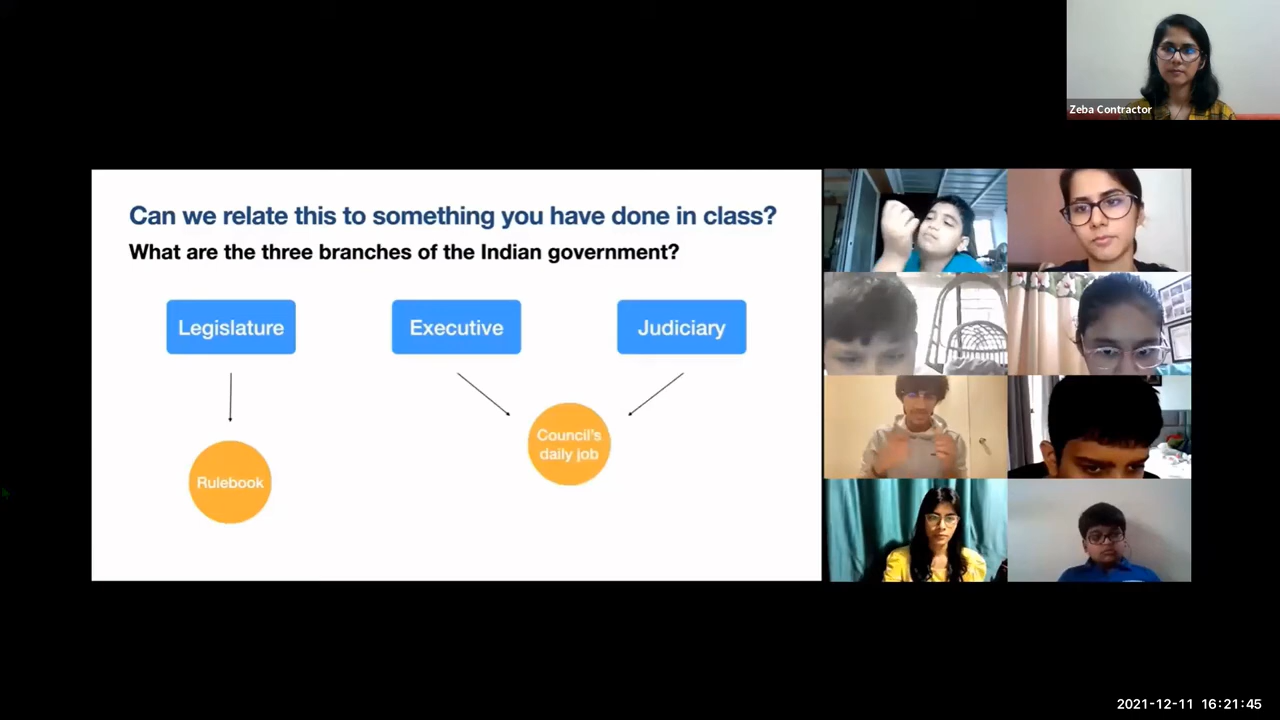 Zeba Contractor
Can we relate this to something you have done in class?
What are the three branches of the Indian government?
Legislature
Executive
Judiciary
Council's
daily job
Rulebook
2021-12-11 16:21:45